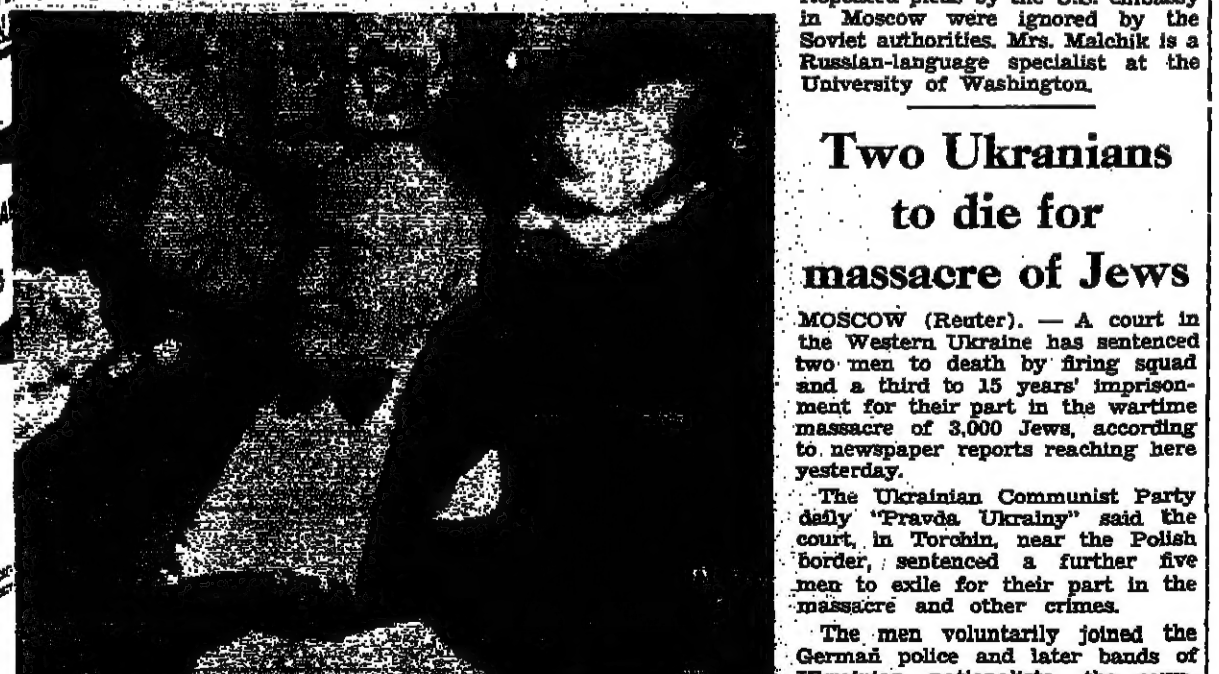 in Moscow were ignored by the
Soviet authorities. Mrs. Malchik is a
Russian-language specialist at the
University of Washington.
Two Ukranians
to die for
massacre of Jews
MOSCOW (Reuter). — A court in
the Western Ukraine has sentenced
two men to death by firing squad
and a third to 15 years' imprison-
ment for their part in the wartime
massacre of 3,000 Jews, according
to newspaper reports reaching here
yesterday.
The Ukrainian Communist Party
daily "Pravda Ukrainy" said the
court, in Torchin, near the Polish
border, sentenced a further five
men to exile for their part in the
massacre and other crimes.
The men voluntarily joined the
German police and later bands of